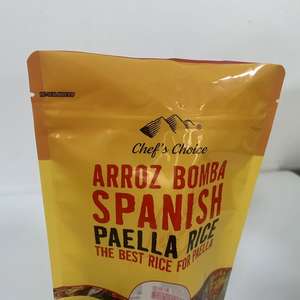 Chef's Choice
ARROZ BOMBA
SPANISH
PAELLA RICE
THE BEST RICE FOR PAELLA